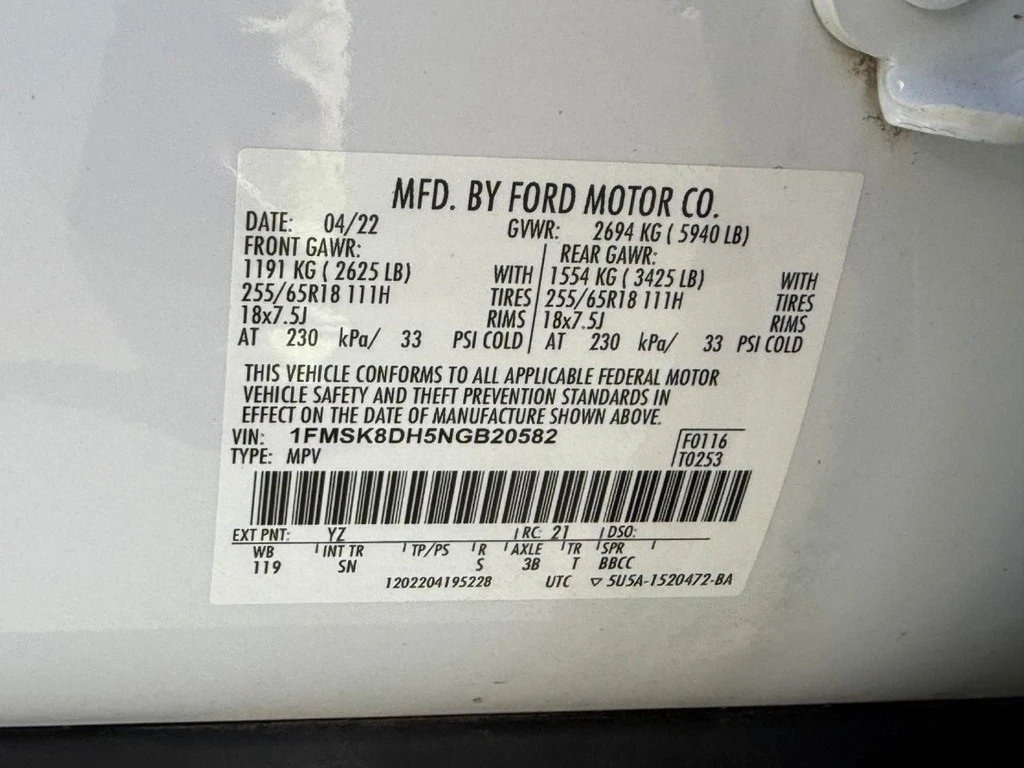 MFD. BY FORD MOTOR CO.
DATE: 04/22 GVWR: 2694 KG ( 5940 LB)
FRONT GAWR: REAR GAWR:
1191 KG ( 2625 LB) WITH 1554 KG ( 3425 LB) WITH
255/65R18 111H TIRES 255/65R18 111H TIRES
18x7.5J RIMS 18x7.5J RIMS
AT 230 kPa/ 33 PSI COLD AT 230 kPa/ 33 PSI COLD
THIS VEHICLE CONFORMS TO ALL APPLICABLE FEDERAL MOTOR
VEHICLE SAFETY AND THEFT PREVENTION STANDARDS IN
EFFECT ON THE DATE OF MANUFACTURE SHOWN ABOVE.
VIN: 1FMSK8DH5NGB20582 F0116
TYPE: MPV T0253
EXT PNT: YZ RC: 21 DSO:
WB INT TR TP/PS R AXLE TR SPR
119 SN S 3B T BBCC
1202204195228 UTC ▽ 5U5A-1520472-BA